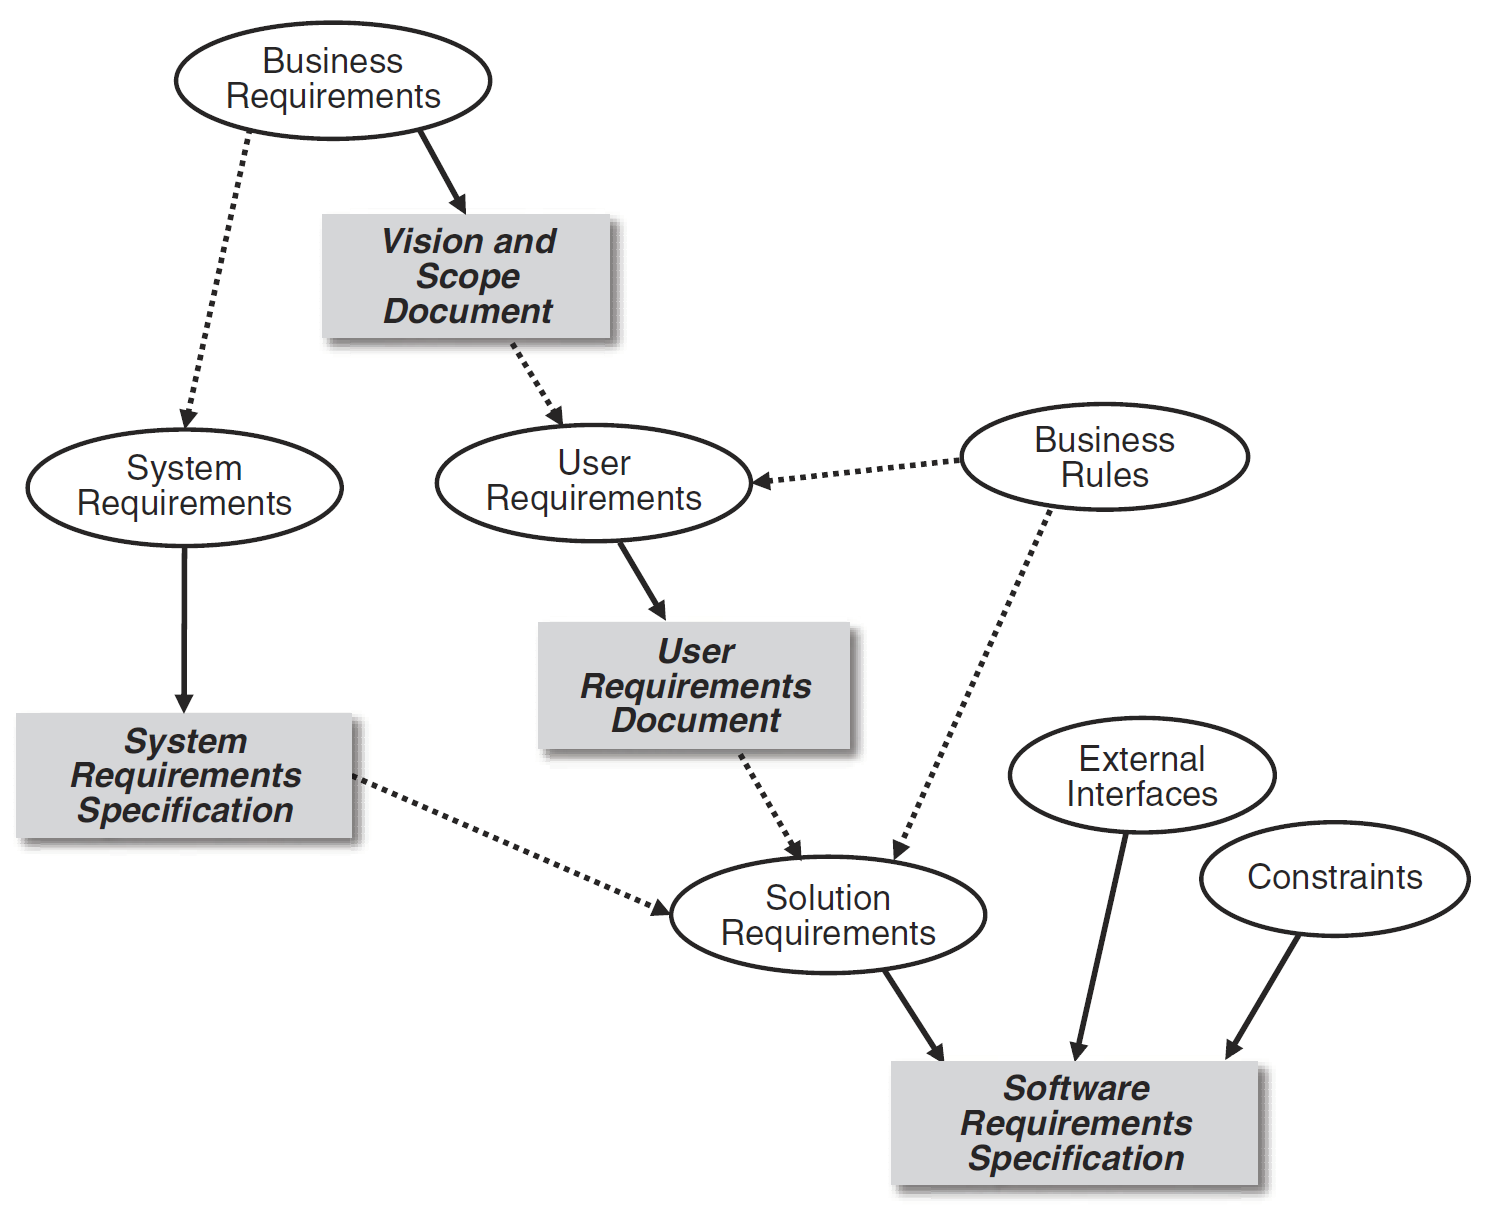 Business
Requirements
Vision and
Scope
Document
System
Requirements
User
Requirements
Business
Rules
User
Requirements
Document
System
Requirements
Specification
External
Interfaces
Constraints
Solution
Requirements
Software
Requirements
Specification